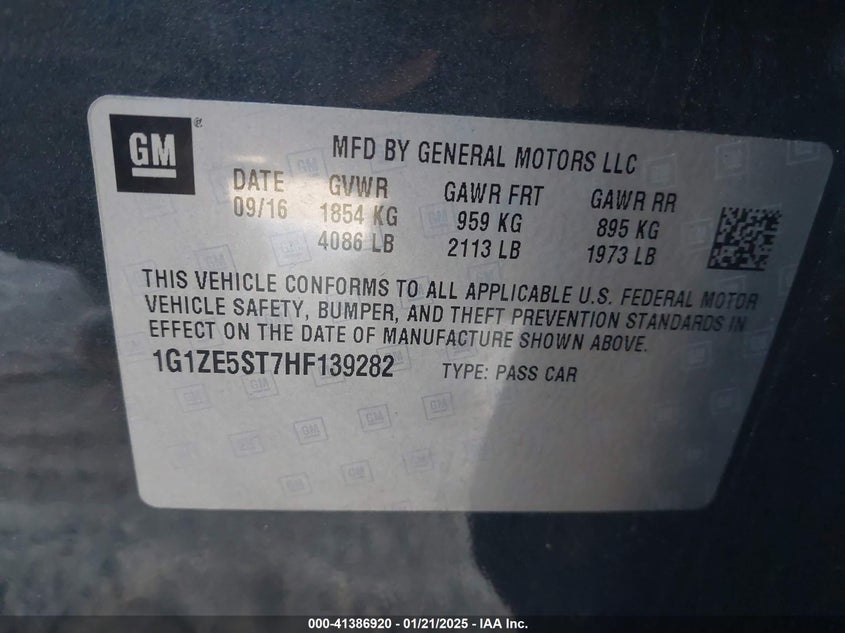 GM®
MFD BY GENERAL MOTORS LLC
DATE GVWR GAWR FRT GAWR RR
09/16 1854 KG 959 KG 895 KG
4086 LB 2113 LB 1973 LB
THIS VEHICLE CONFORMS TO ALL APPLICABLE U.S. FEDERAL MOTOR
VEHICLE SAFETY, BUMPER, AND THEFT PREVENTION STANDARDS IN
EFFECT ON THE DATE OF MANUFACTURE SHOWN ABOVE.
1G1ZE5ST7HF139282 TYPE: PASS CAR
000-41386920 - 01/21/2025 - IAA Inc.